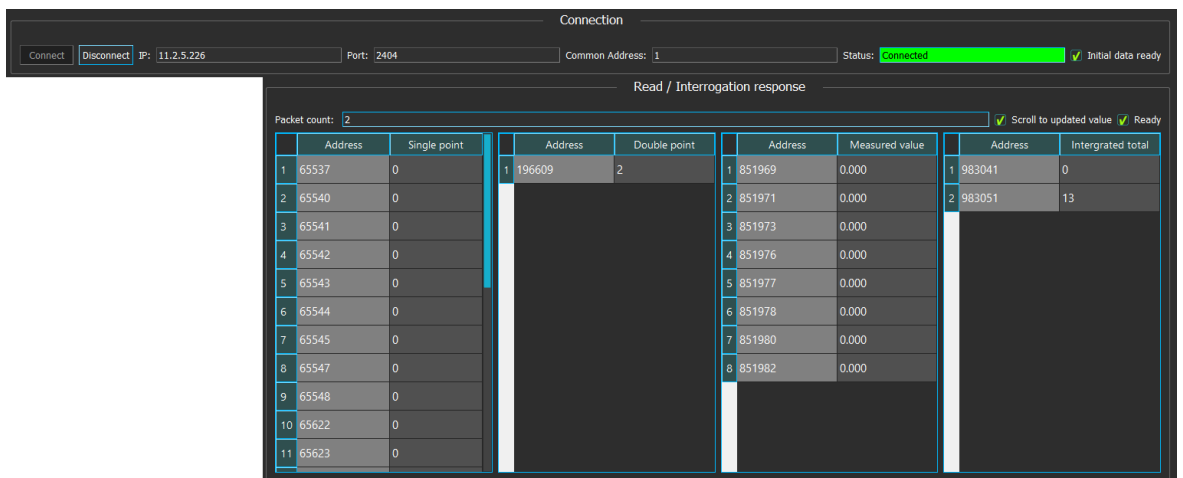 Connection
Connect Disconnect IP: 11.2.5.226 Port: 2404 Common Address: 1 Status: Connected Initial data ready
Read / Interrogation response
Packet count: 2 Scroll to updated value Ready
Address Single point Address Double point Address Measured value Address Intergrated total
1 65537 0 1 196609 2 1 851969 0.000 1 983041 0
2 65540 0 2 851971 0.000 2 983051 13
3 65541 0 3 851973 0.000
4 65542 0 4 851976 0.000
5 65543 0 5 851977 0.000
6 65544 0 6 851978 0.000
7 65545 0 7 851980 0.000
8 65547 0 8 851982 0.000
9 65548 0
10 65622 0
11 65623 0